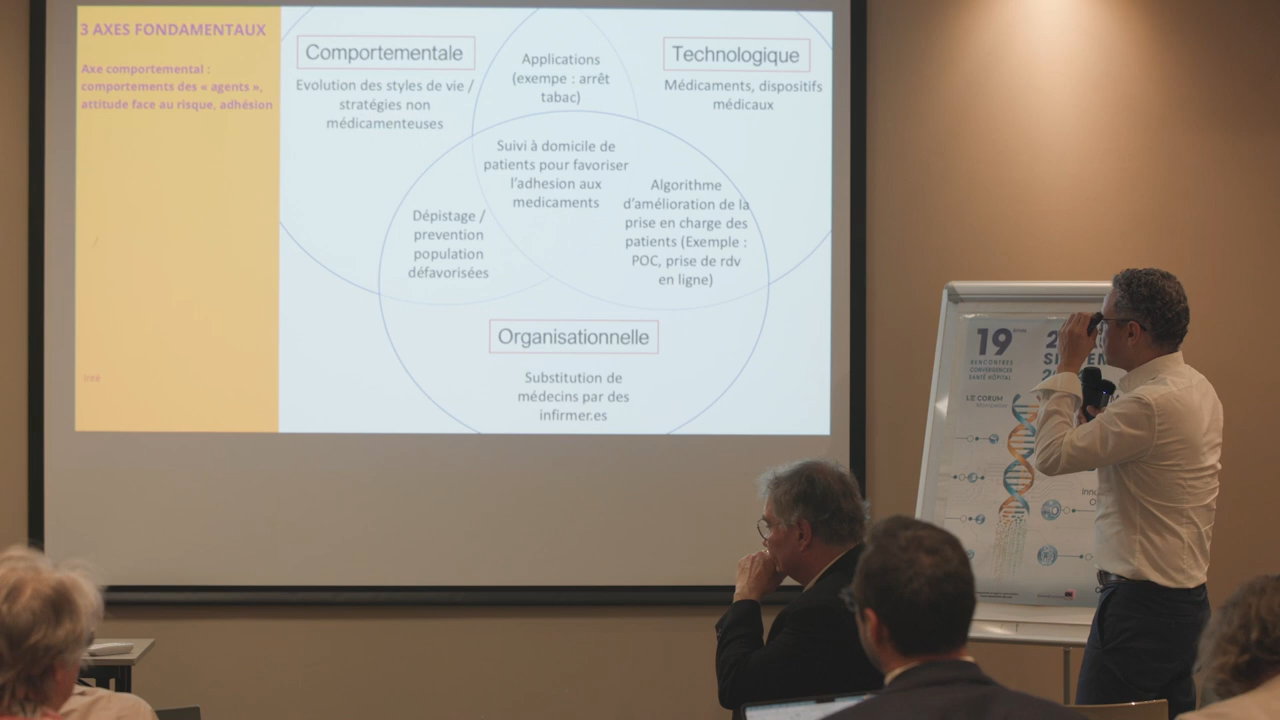 3 AXES FONDAMENTAUX
Axe comportemental :
comportements des « agents »,
attitude face au risque, adhésion
Comportementale
Evolution des styles de vie /
stratégies non
médicamenteuses
Applications
(exempe : arrêt
tabac)
Technologique
Médicaments, dispositifs
médicaux
Suivi à domicile de
patients pour favoriser
l'adhesion aux
medicaments
Dépistage /
prevention
population
défavorisées
Algorithme
d'amélioration de la
prise en charge des
patients (Exemple :
POC, prise de rdv
en ligne)
Organisationnelle
Substitution de
médecins par des
infirmer.es
19
RENCONTRES
CONVERGENCES
SANTÉ HÔPITAL
LE CORUM